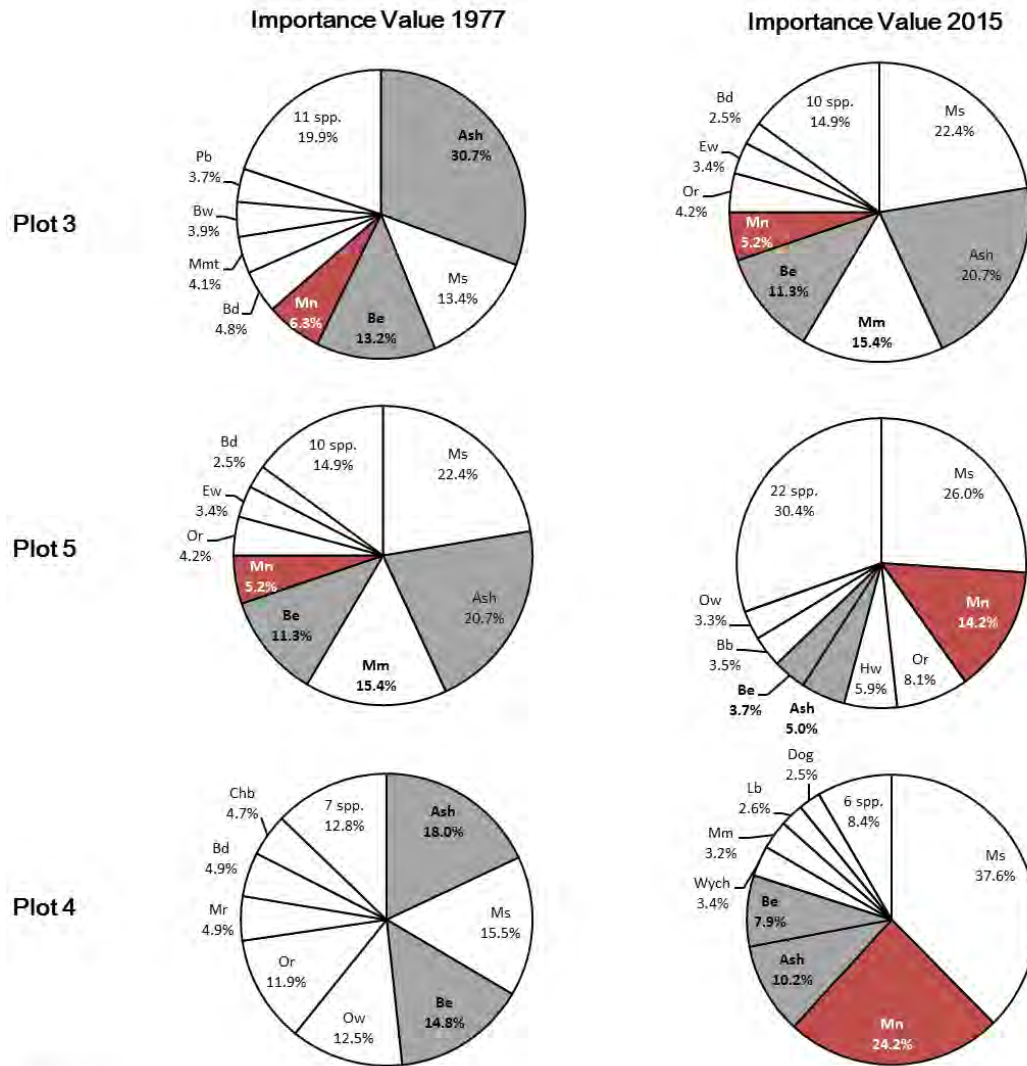 Importance Value 1977
Importance Value 2015
Plot 3
11 spp.
19.9%
Ash
30.7%
Ms
13.4%
Be
13.2%
Mn
6.3%
Bd
4.8%
Mmt
4.1%
Bw
3.9%
Pb
3.7%
10 spp.
14.9%
Ms
22.4%
Ash
20.7%
Mm
15.4%
Be
11.3%
Mn
5.2%
Or
4.2%
Ew
3.4%
Bd
2.5%
Plot 5
10 spp.
14.9%
Ms
22.4%
Ash
20.7%
Mm
15.4%
Be
11.3%
Mn
5.2%
Or
4.2%
Ew
3.4%
Bd
2.5%
22 spp.
30.4%
Ms
26.0%
Mn
14.2%
Or
8.1%
Hw
5.9%
Ash
5.0%
Be
3.7%
Bb
3.5%
Ow
3.3%
Plot 4
7 spp.
12.8%
Ash
18.0%
Ms
15.5%
Be
14.8%
Ow
12.5%
Or
11.9%
Mr
4.9%
Bd
4.9%
Chb
4.7%
6 spp.
8.4%
Ms
37.6%
Mn
24.2%
Ash
10.2%
Be
7.9%
Wych
3.4%
Mm
3.2%
Lb
2.6%
Dog
2.5%